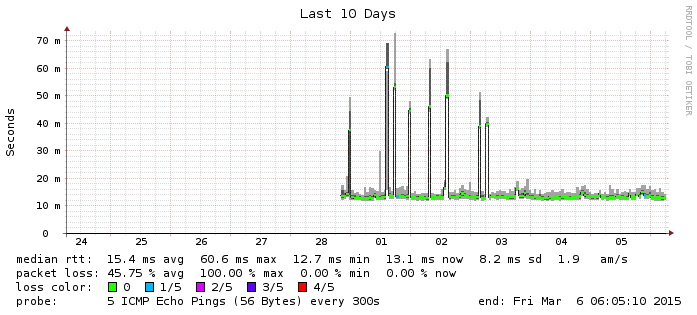 Last 10 Days
RRDTOOL / TOBI OETIKER
Seconds
70 m
60 m
50 m
40 m
30 m
20 m
10 m
0
24 25 26 27 28 01 02 03 04 05
median rtt: 15.4 ms avg 60.6 ms max 12.7 ms min 13.1 ms now 8.2 ms sd 1.9 am/s
packet loss: 45.75 % avg 100.00 % max 0.00 % min 0.00 % now
loss color: 0 1/5 2/5 3/5 4/5
probe: 5 ICMP Echo Pings (56 Bytes) every 300s end: Fri Mar 6 06:05:10 2015